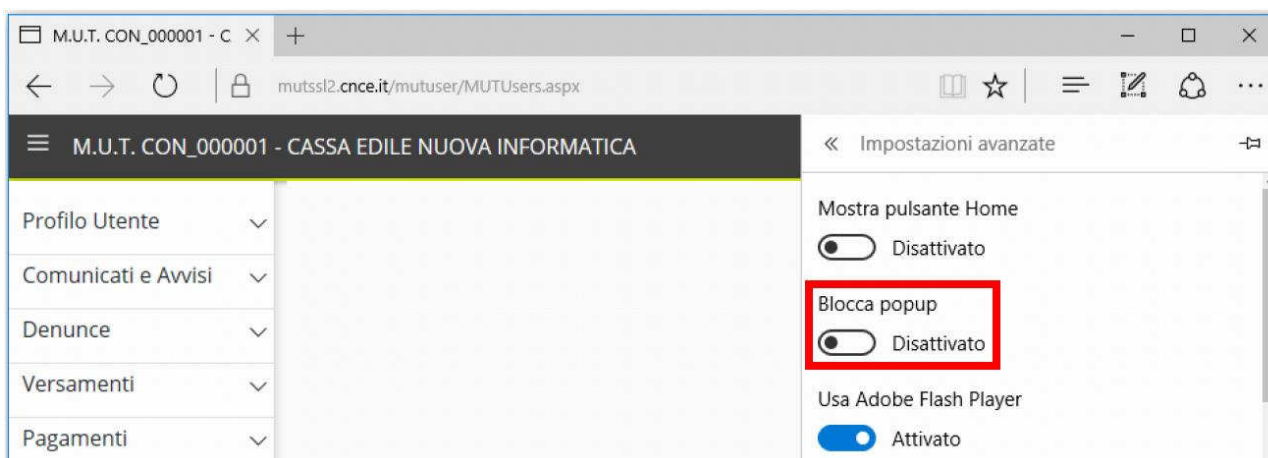 M.U.T. CON_000001 - C
mutssl2.cnce.it/mutuser/MUTUsers.aspx
M.U.T. CON_000001 - CASSA EDILE NUOVA INFORMATICA
Profilo Utente
Comunicati e Avvisi
Denunce
Versamenti
Pagamenti
Impostazioni avanzate
Mostra pulsante Home
Disattivato
Blocca popup
Disattivato
Usa Adobe Flash Player
Attivato